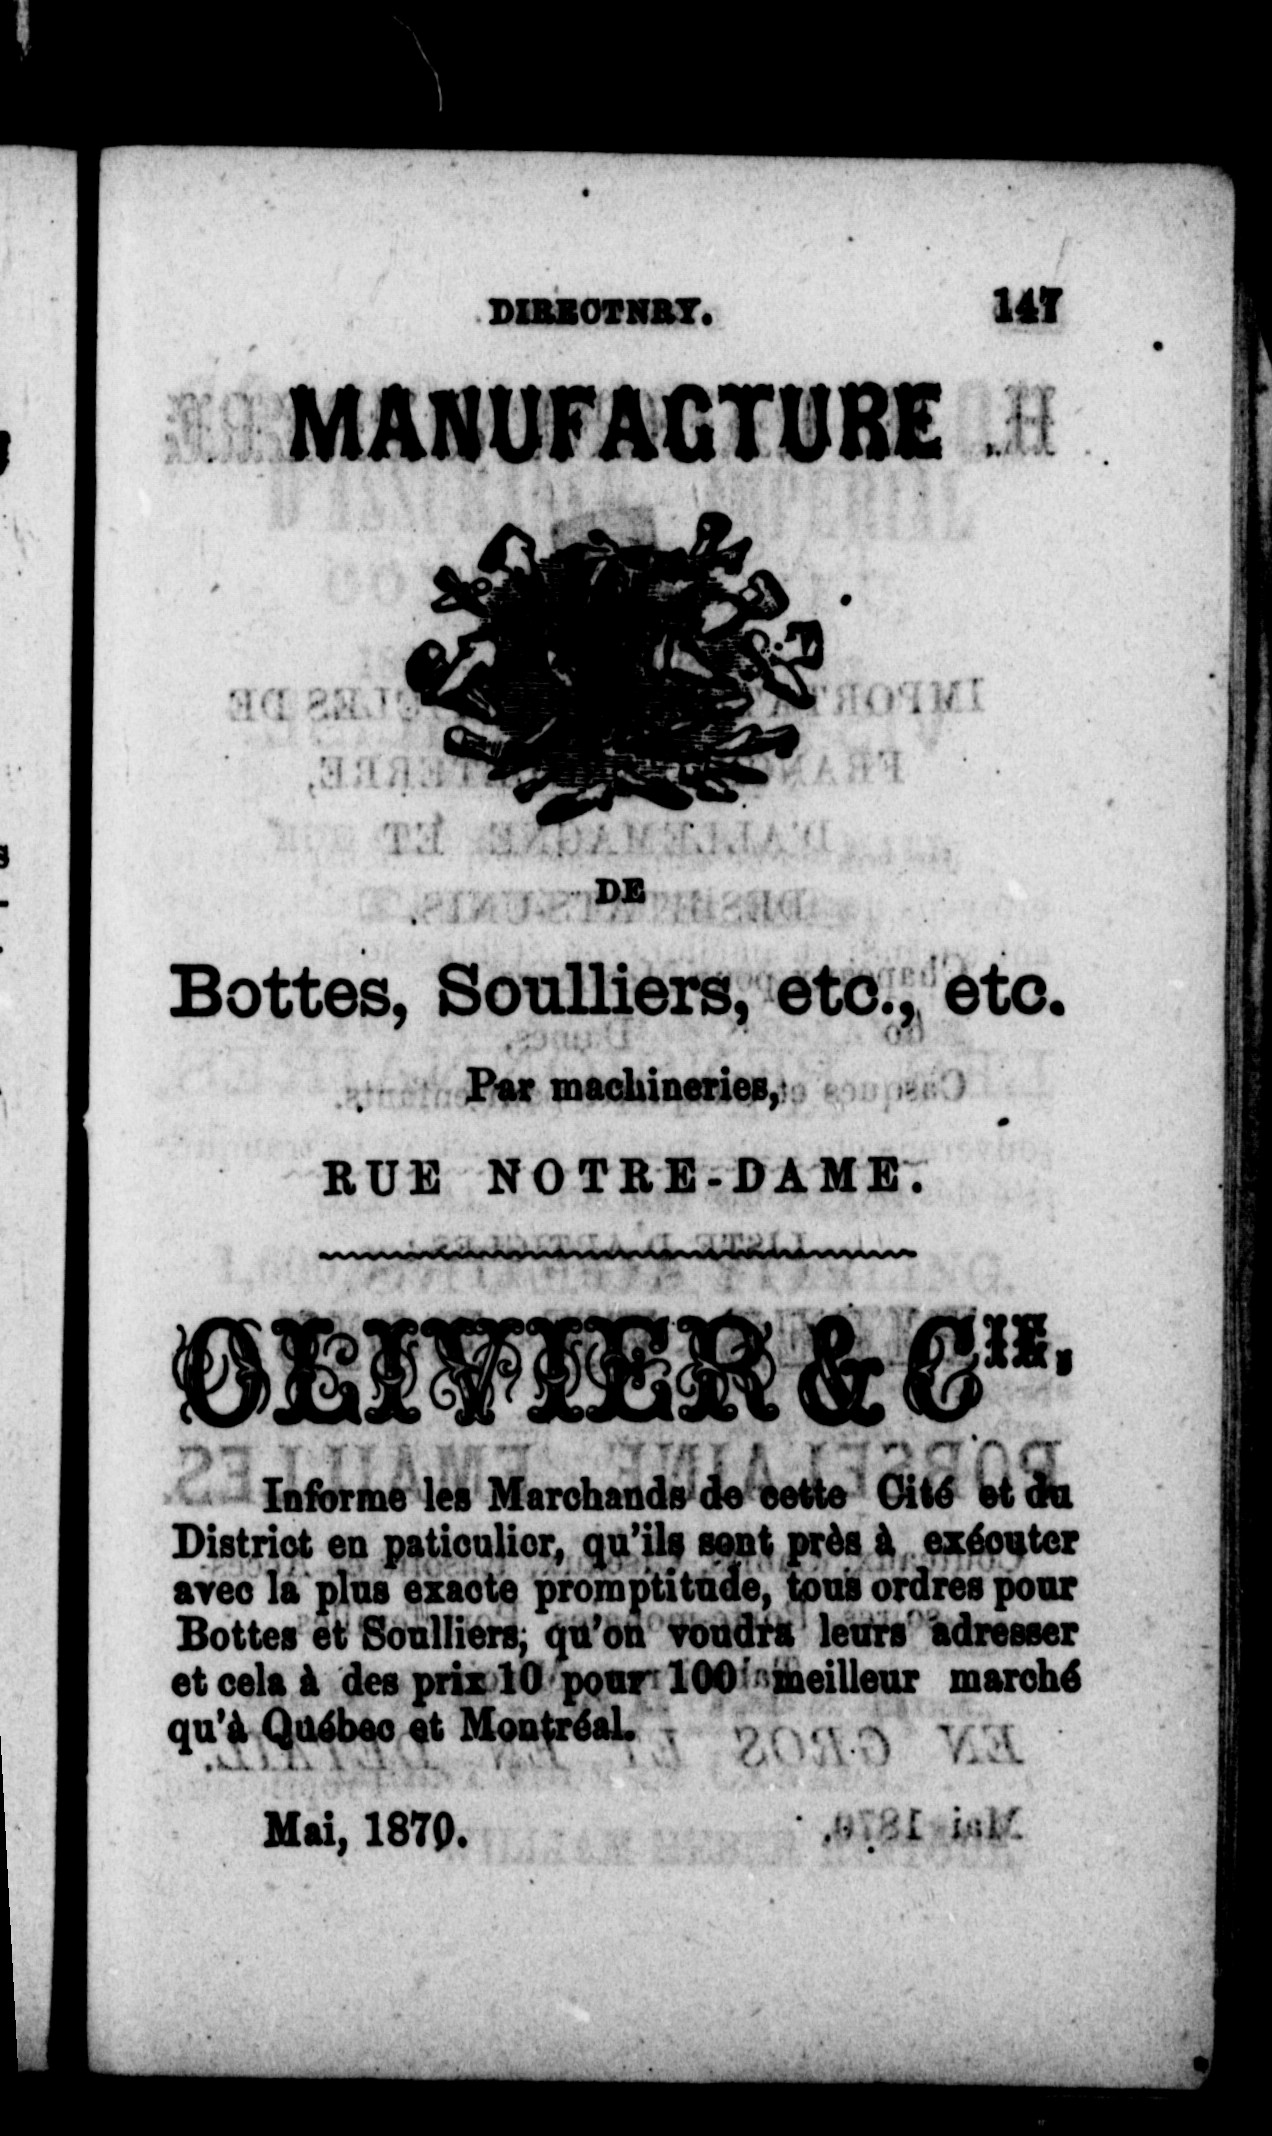 DIRECTNRY. 147
MANUFACTURE
DE
Bottes, Soulliers, etc., etc.
Par machineries,
RUE NOTRE-DAME.
OLIVIER & CIE,
Informe les Marchands de cette Cité et du
District en paticulier, qu'ils sont près à exécuter
avec la plus exacte promptitude, tous ordres pour
Bottes et Soulliers, qu'on voudra leurs adresser
et cela à des prix 10 pour 100 meilleur marché
qu'à Québec et Montréal.
Mai, 1870.